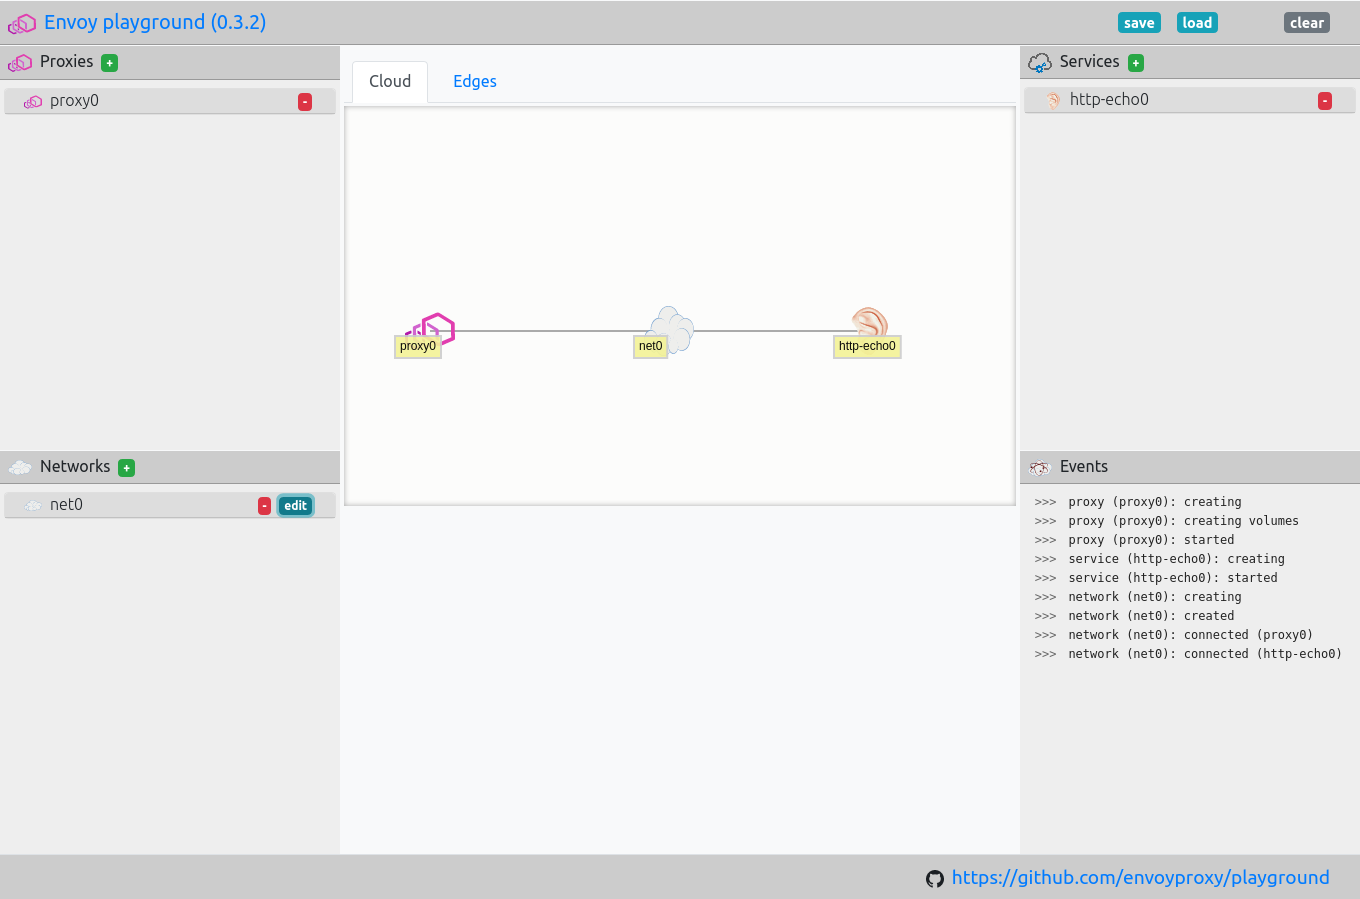 Envoy playground (0.3.2)
save
load
clear
Proxies +
proxy0 -
Networks +
net0 - edit
Cloud
Edges
proxy0
net0
http-echo0
Services +
http-echo0 -
Events
>>> proxy (proxy0): creating
>>> proxy (proxy0): creating volumes
>>> proxy (proxy0): started
>>> service (http-echo0): creating
>>> service (http-echo0): started
>>> network (net0): creating
>>> network (net0): created
>>> network (net0): connected (proxy0)
>>> network (net0): connected (http-echo0)
https://github.com/envoyproxy/playground